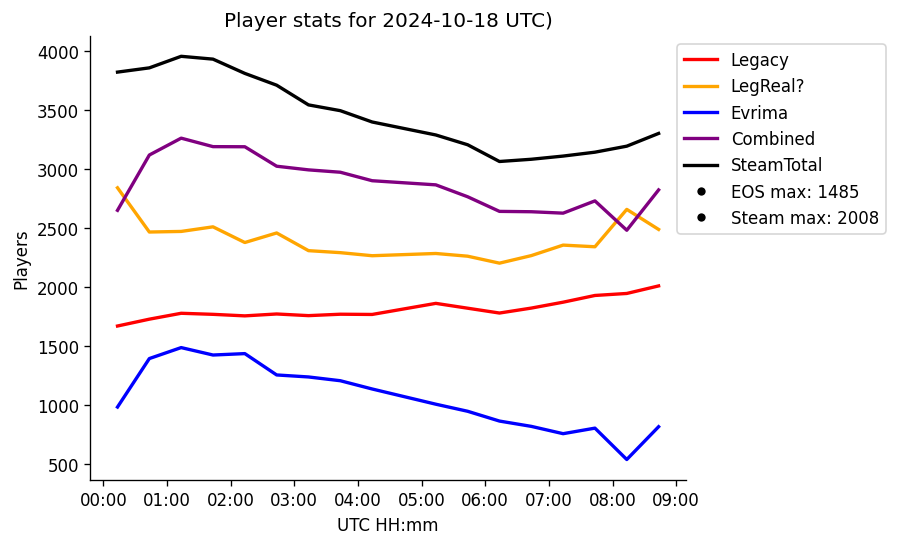 Player stats for 2024-10-18 UTC)
4000
3500
3000
2500
2000
1500
1000
500
Players
00:00 01:00 02:00 03:00 04:00 05:00 06:00 07:00 08:00 09:00
UTC HH:mm
Legacy
LegReal?
Evrima
Combined
SteamTotal
EOS max: 1485
Steam max: 2008